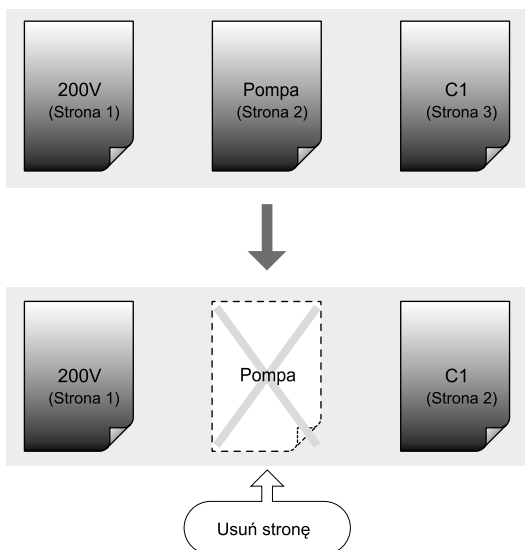 200V
(Strona 1)
Pompa
(Strona 2)
C1
(Strona 3)
200V
(Strona 1)
Pompa
C1
(Strona 2)
Usuń stronę